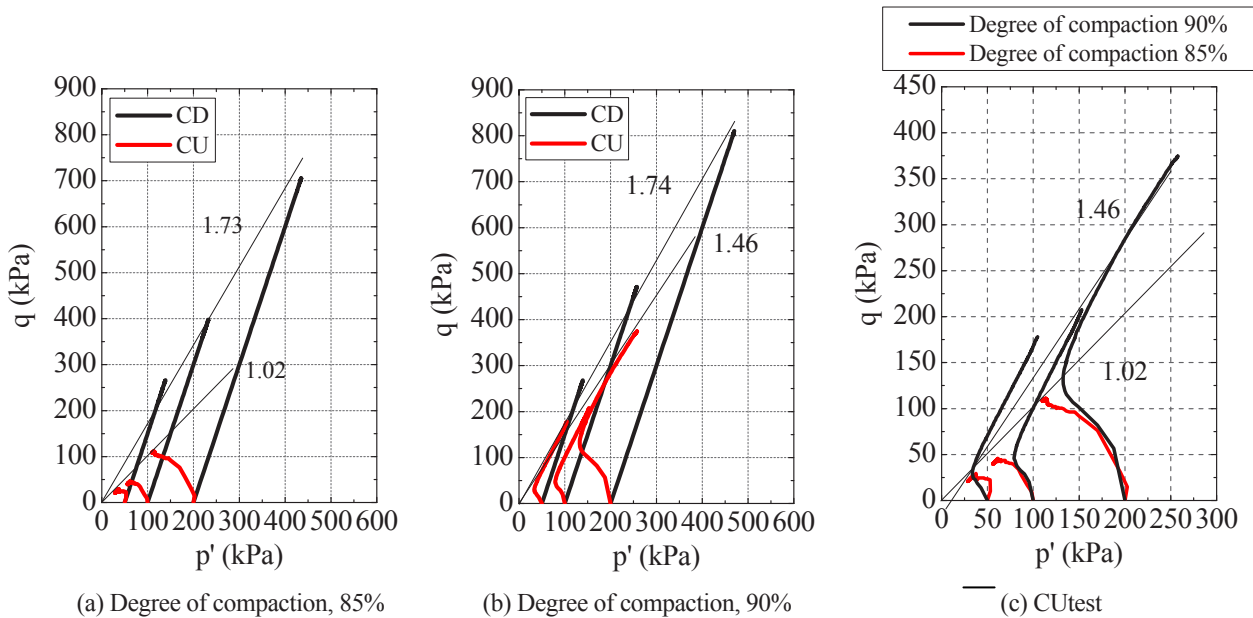 Degree of compaction 90%
Degree of compaction 85%
900
800
700
600
500
400
300
200
100
0
q (kPa)
CD
CU
1.73
1.02
0 100 200 300 400 500 600
p' (kPa)
(a) Degree of compaction, 85%
900
800
700
600
500
400
300
200
100
0
q (kPa)
CD
CU
1.74
1.46
0 100 200 300 400 500 600
p' (kPa)
(b) Degree of compaction, 90%
450
400
350
300
250
200
150
100
50
0
q (kPa)
1.46
1.02
0 50 100 150 200 250 300
p' (kPa)
(c) CUtest